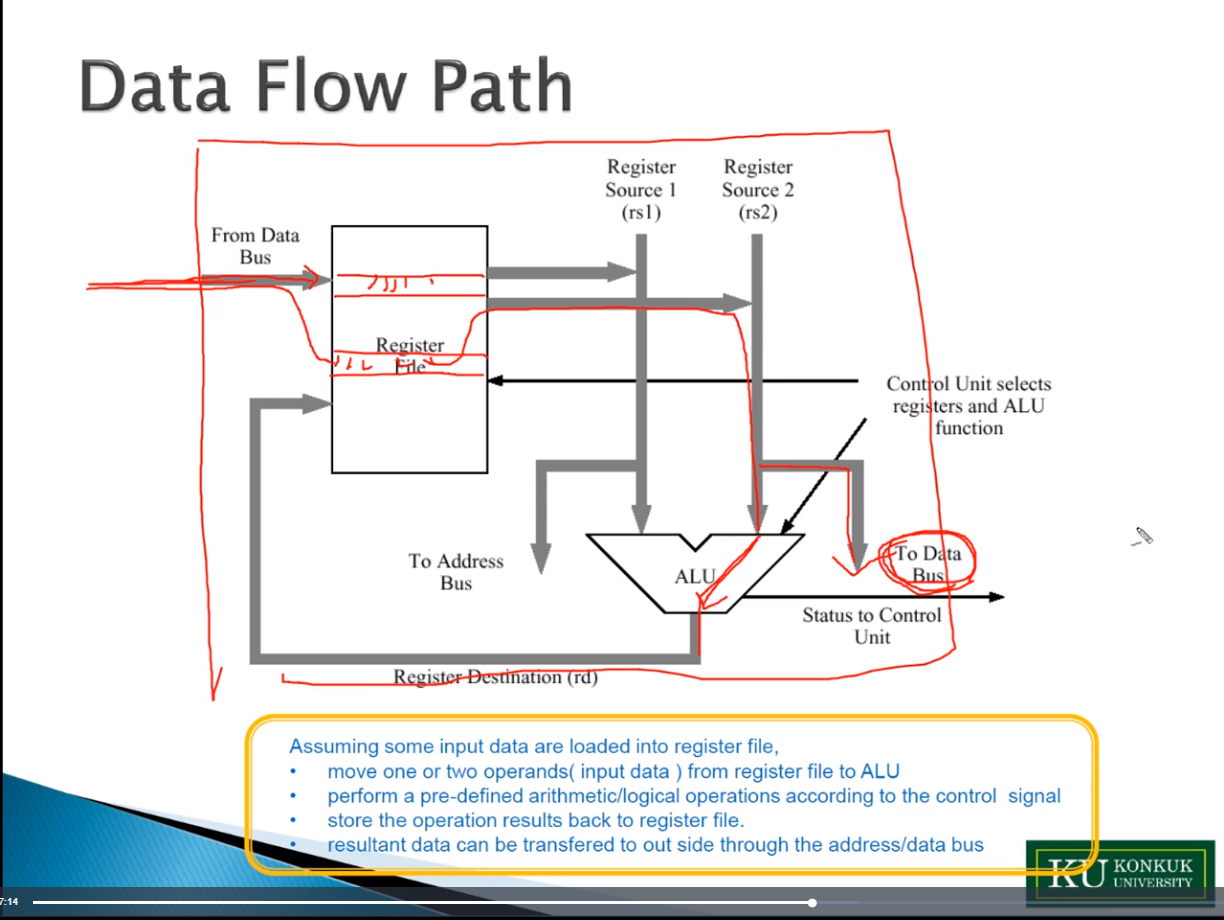 Data Flow Path
Register
Source 1
(rs1)
Register
Source 2
(rs2)
From Data
Bus
Register
File
Control Unit selects
registers and ALU
function
To Address
Bus
ALU
To Data
Bus
Status to Control
Unit
Register Destination (rd)
Assuming some input data are loaded into register file,
• move one or two operands( input data ) from register file to ALU
• perform a pre-defined arithmetic/logical operations according to the control signal
• store the operation results back to register file.
• resultant data can be transfered to out side through the address/data bus
KU KONKUK
UNIVERSITY
7:14